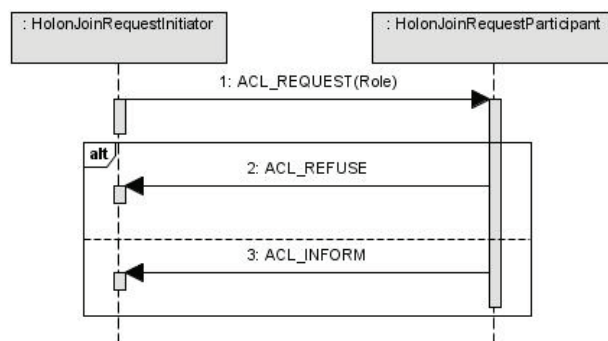 : HolonJoinRequestInitiator
: HolonJoinRequestParticipant
1: ACL_REQUEST(Role)
alt
2: ACL_REFUSE
3: ACL_INFORM